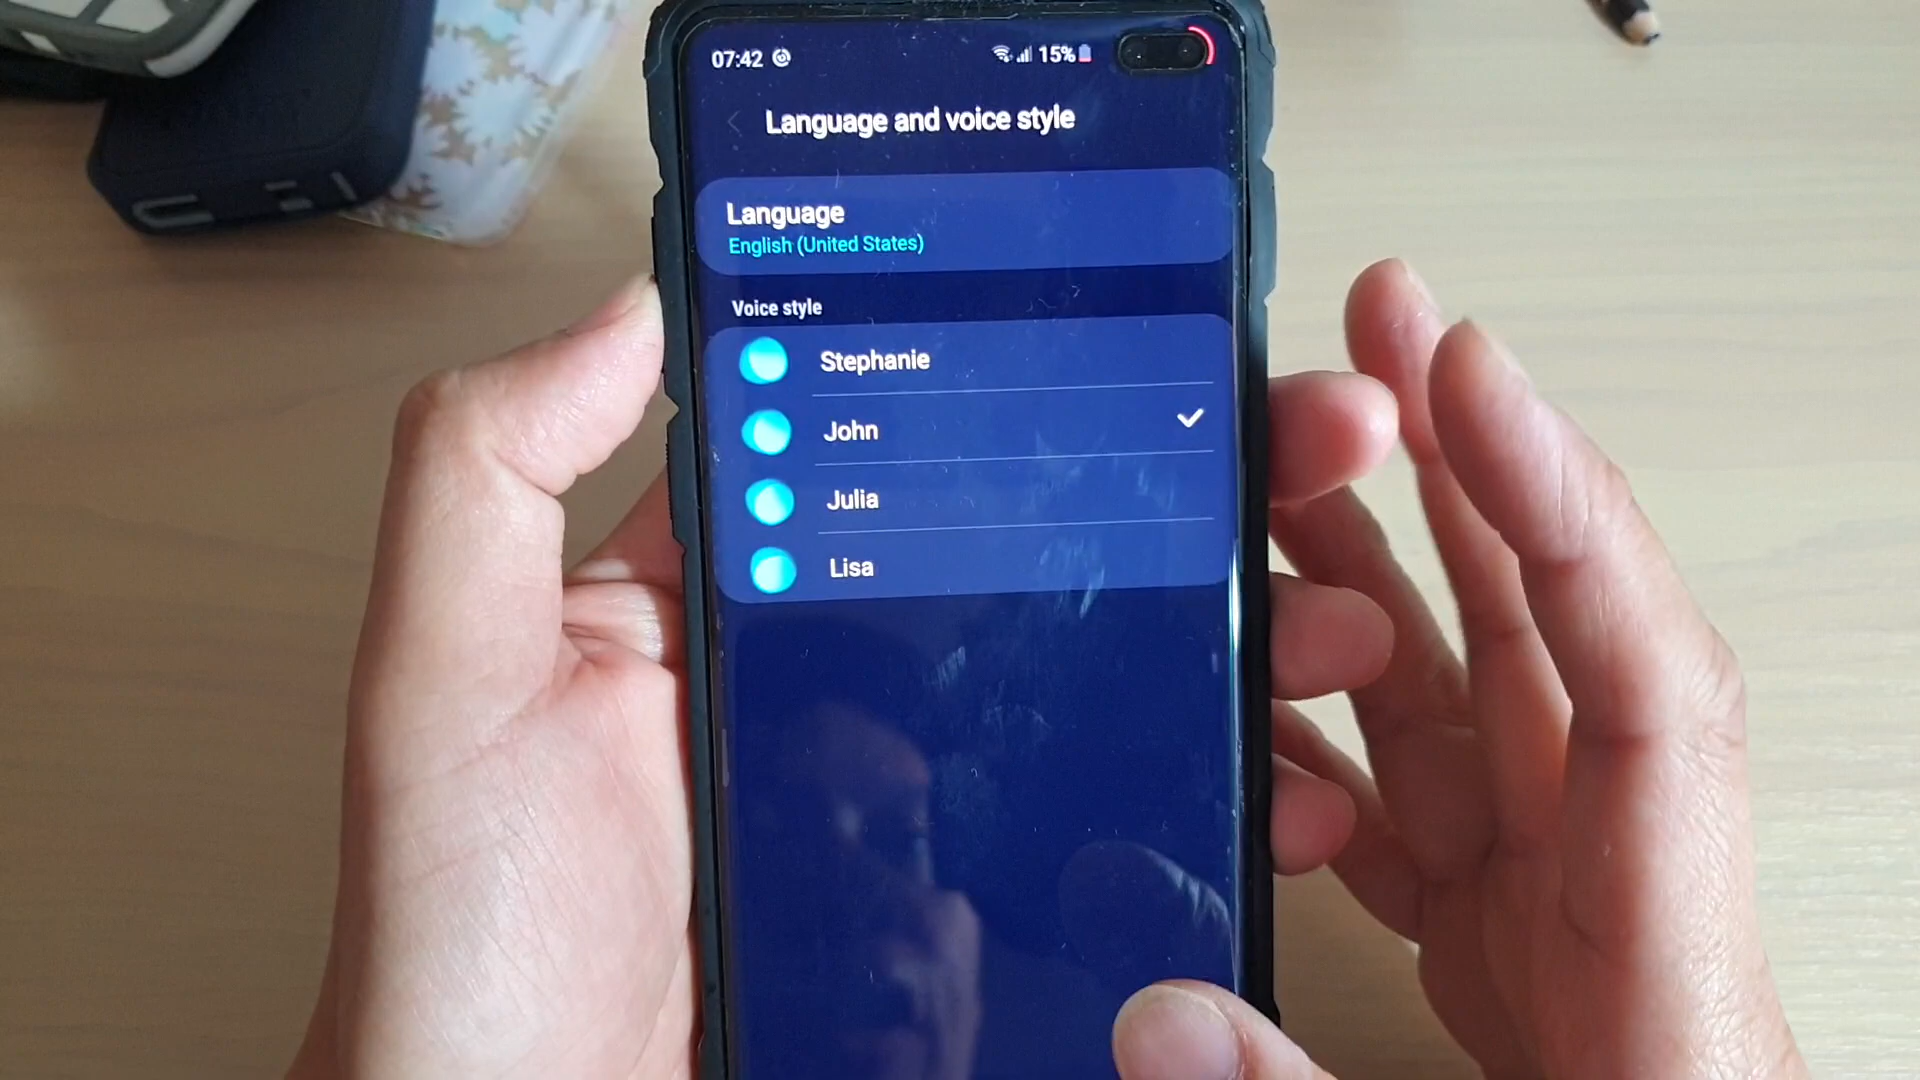 07:42 15%
Language and voice style
Language
English (United States)
Voice style
Stephanie
John
Julia
Lisa